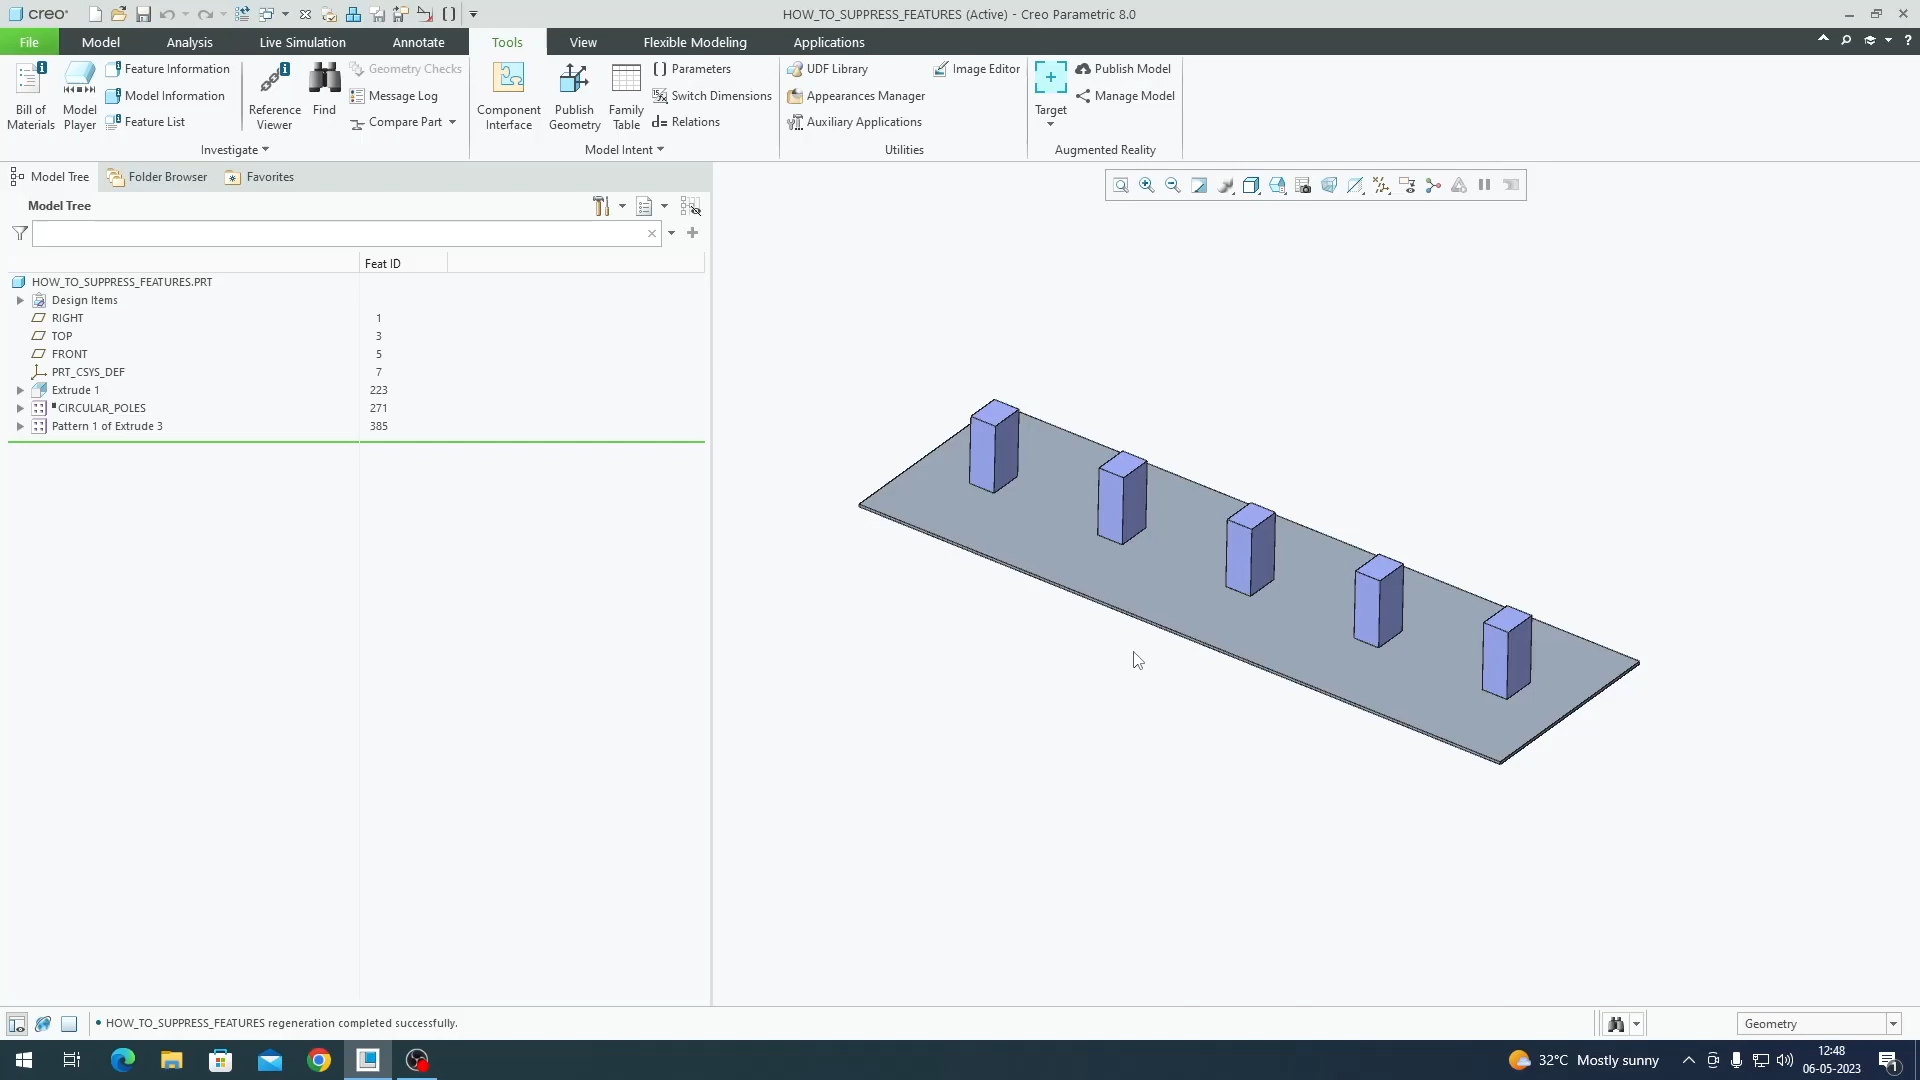 creo
HOW_TO_SUPPRESS_FEATURES (Active) - Creo Parametric 8.0
File
Model
Analysis
Live Simulation
Annotate
Tools
View
Flexible Modeling
Applications
Bill of Materials
Model Player
Feature Information
Model Information
Feature List
Reference Viewer
Find
Geometry Checks
Message Log
Compare Part
Investigate
Component Interface
Publish Geometry
Family Table
Parameters
Switch Dimensions
Relations
Model Intent
UDF Library
Appearances Manager
Auxiliary Applications
Image Editor
Utilities
Target
Publish Model
Manage Model
Augmented Reality
Model Tree
Folder Browser
Favorites
Model Tree
Feat ID
HOW_TO_SUPPRESS_FEATURES.PRT
Design Items
RIGHT 1
TOP 3
FRONT 5
PRT_CSYS_DEF 7
Extrude 1 223
CIRCULAR_POLES 271
Pattern 1 of Extrude 3 385
• HOW_TO_SUPPRESS_FEATURES regeneration completed successfully.
Geometry
32°C Mostly sunny
12:48
06-05-2023
1